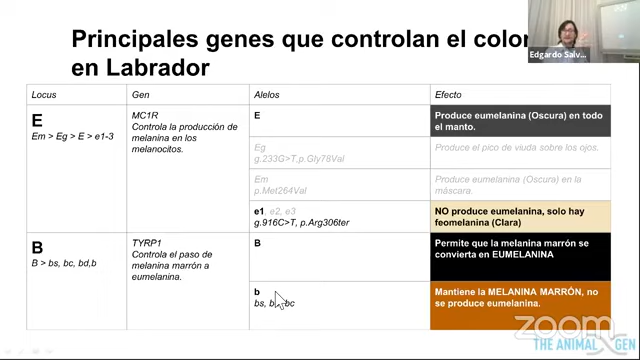 Principales genes que controlan el color
en Labrador
Edgardo Salv...
Locus
Gen
Alelos
Efecto
E
Em > Eg > E > e1-3
MC1R
Controla la producción de
melanina en los
melanocitos.
E
Produce eumelanina (Oscura) en todo
el manto.
Eg
g.233G>T,p.Gly78Val
Produce el pico de viuda sobre los ojos.
Em
p.Met264Val
Produce eumelanina (Oscura) en la
máscara.
e1, e2, e3
g.916C>T, p.Arg306ter
NO produce eumelanina, solo hay
feomelanina (Clara)
B
B > bs, bc, bd,b
TYRP1
Controla el paso de
melanina marrón a
eumelanina.
B
Permite que la melanina marrón se
convierta en EUMELANINA
b
bs, bc
Mantiene la MELANINA MARRÓN, no
se produce eumelanina.
zoom
THE ANIMAL GEN